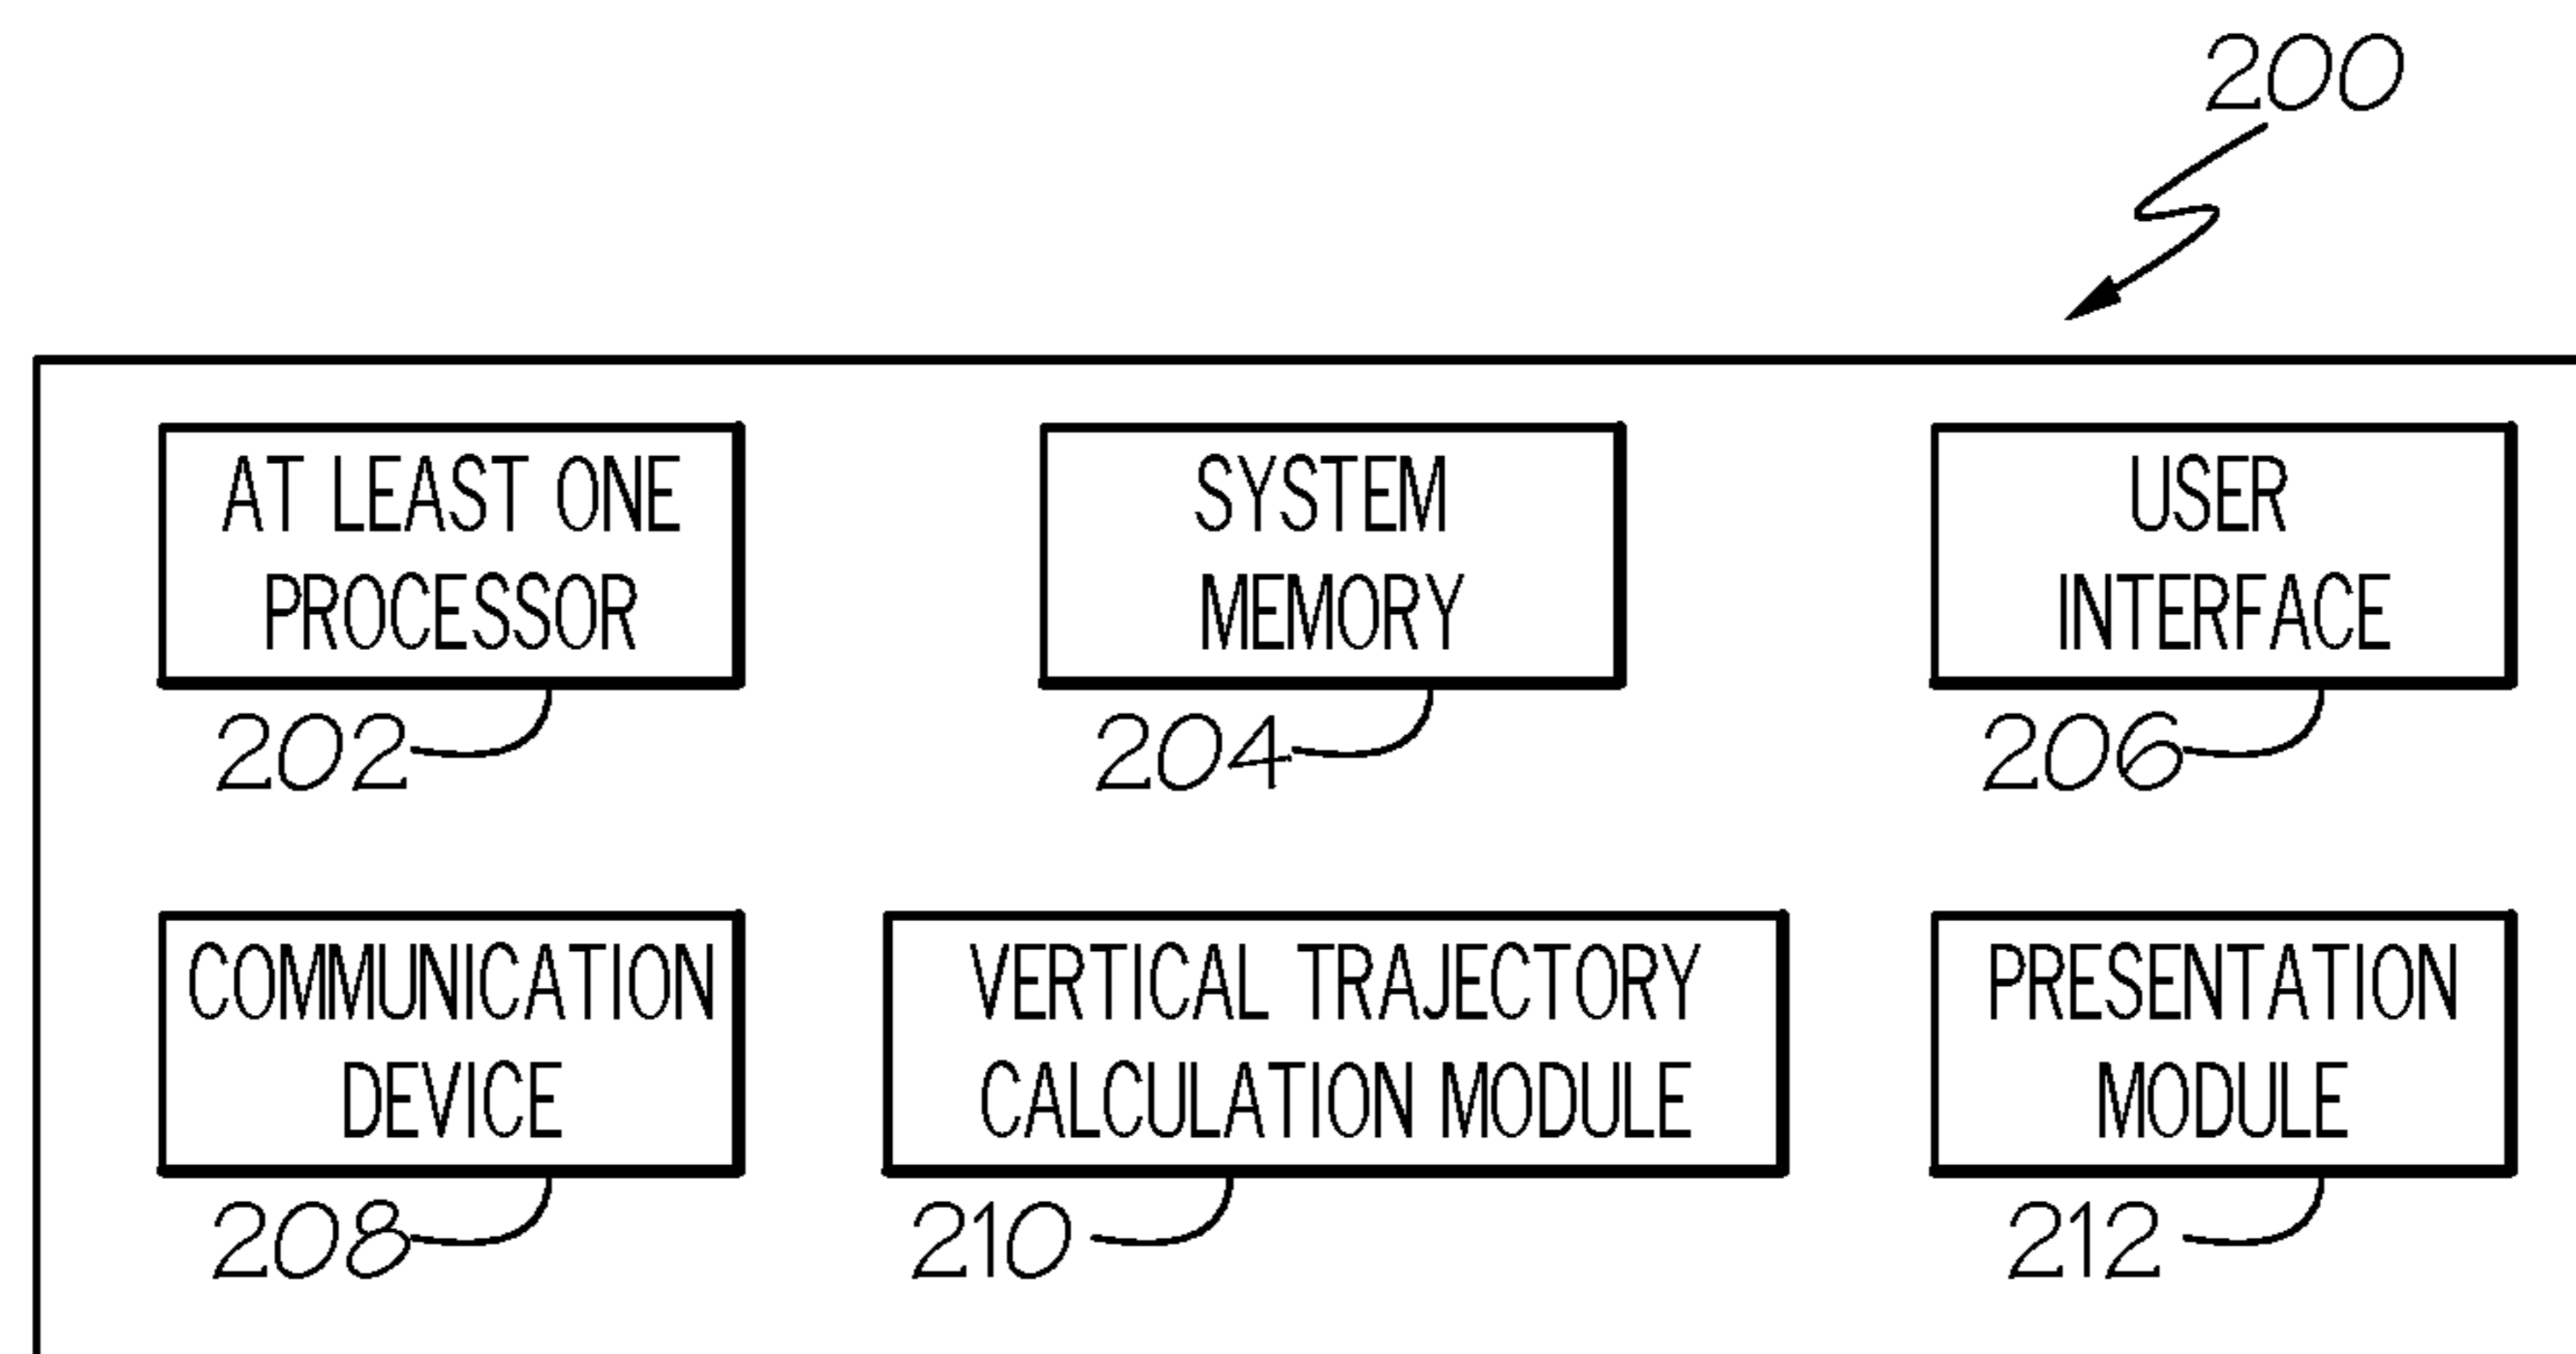 200
AT LEAST ONE
PROCESSOR
202
SYSTEM
MEMORY
204
USER
INTERFACE
206
COMMUNICATION
DEVICE
208
VERTICAL TRAJECTORY
CALCULATION MODULE
210
PRESENTATION
MODULE
212